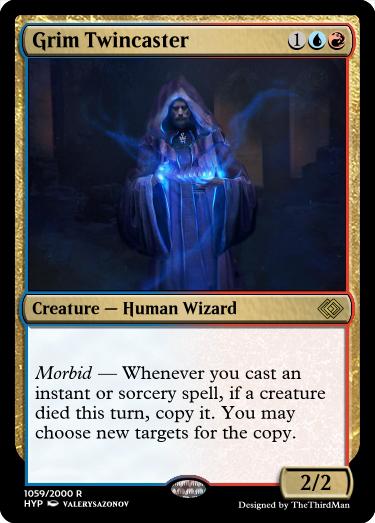 Grim Twincaster
1
Creature — Human Wizard
Morbid — Whenever you cast an
instant or sorcery spell, if a creature
died this turn, copy it. You may
choose new targets for the copy.
2/2
1059/2000 R
HYP VALERYSAZONOV
Designed by TheThirdMan